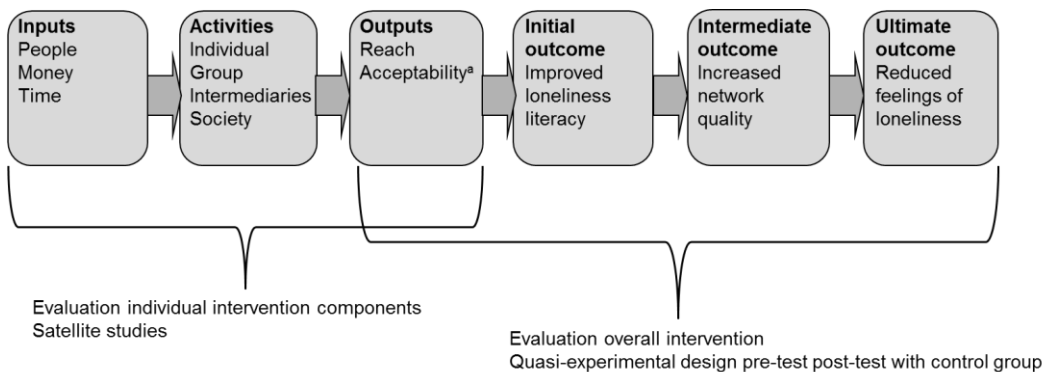 Inputs
People
Money
Time
Activities
Individual
Group
Intermediaries
Society
Outputs
Reach
Acceptabilityᵃ
Initial
outcome
Improved
loneliness
literacy
Intermediate
outcome
Increased
network
quality
Ultimate
outcome
Reduced
feelings of
loneliness
Evaluation individual intervention components
Satellite studies
Evaluation overall intervention
Quasi-experimental design pre-test post-test with control group